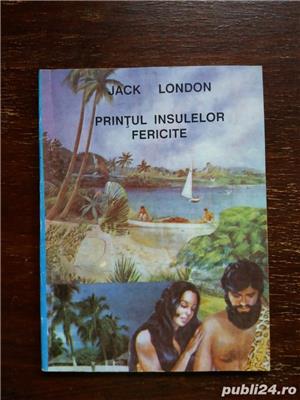 JACK LONDON
PRINȚUL INSULELOR
FERICITE
publi24.ro